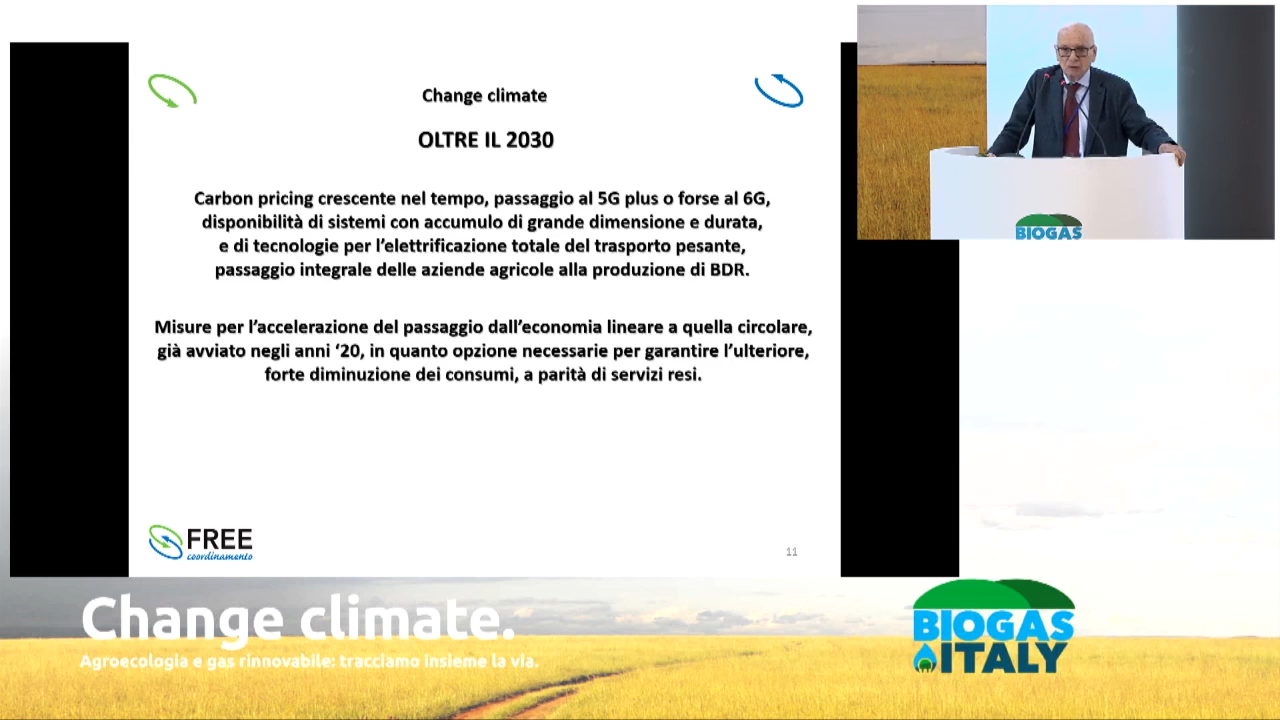 Change climate
OLTRE IL 2030
Carbon pricing crescente nel tempo, passaggio al 5G plus o forse al 6G,
disponibilità di sistemi con accumulo di grande dimensione e durata,
e di tecnologie per l'elettrificazione totale del trasporto pesante,
passaggio integrale delle aziende agricole alla produzione di BDR.
Misure per l'accelerazione del passaggio dall'economia lineare a quella circolare,
già avviato negli anni '20, in quanto opzione necessarie per garantire l'ulteriore,
forte diminuzione dei consumi, a parità di servizi resi.
FREE
coordinamento
11
BIOGAS
Change climate.
Agroecologia e gas rinnovabile: tracciamo insieme la via.
BIOGAS
ITALY